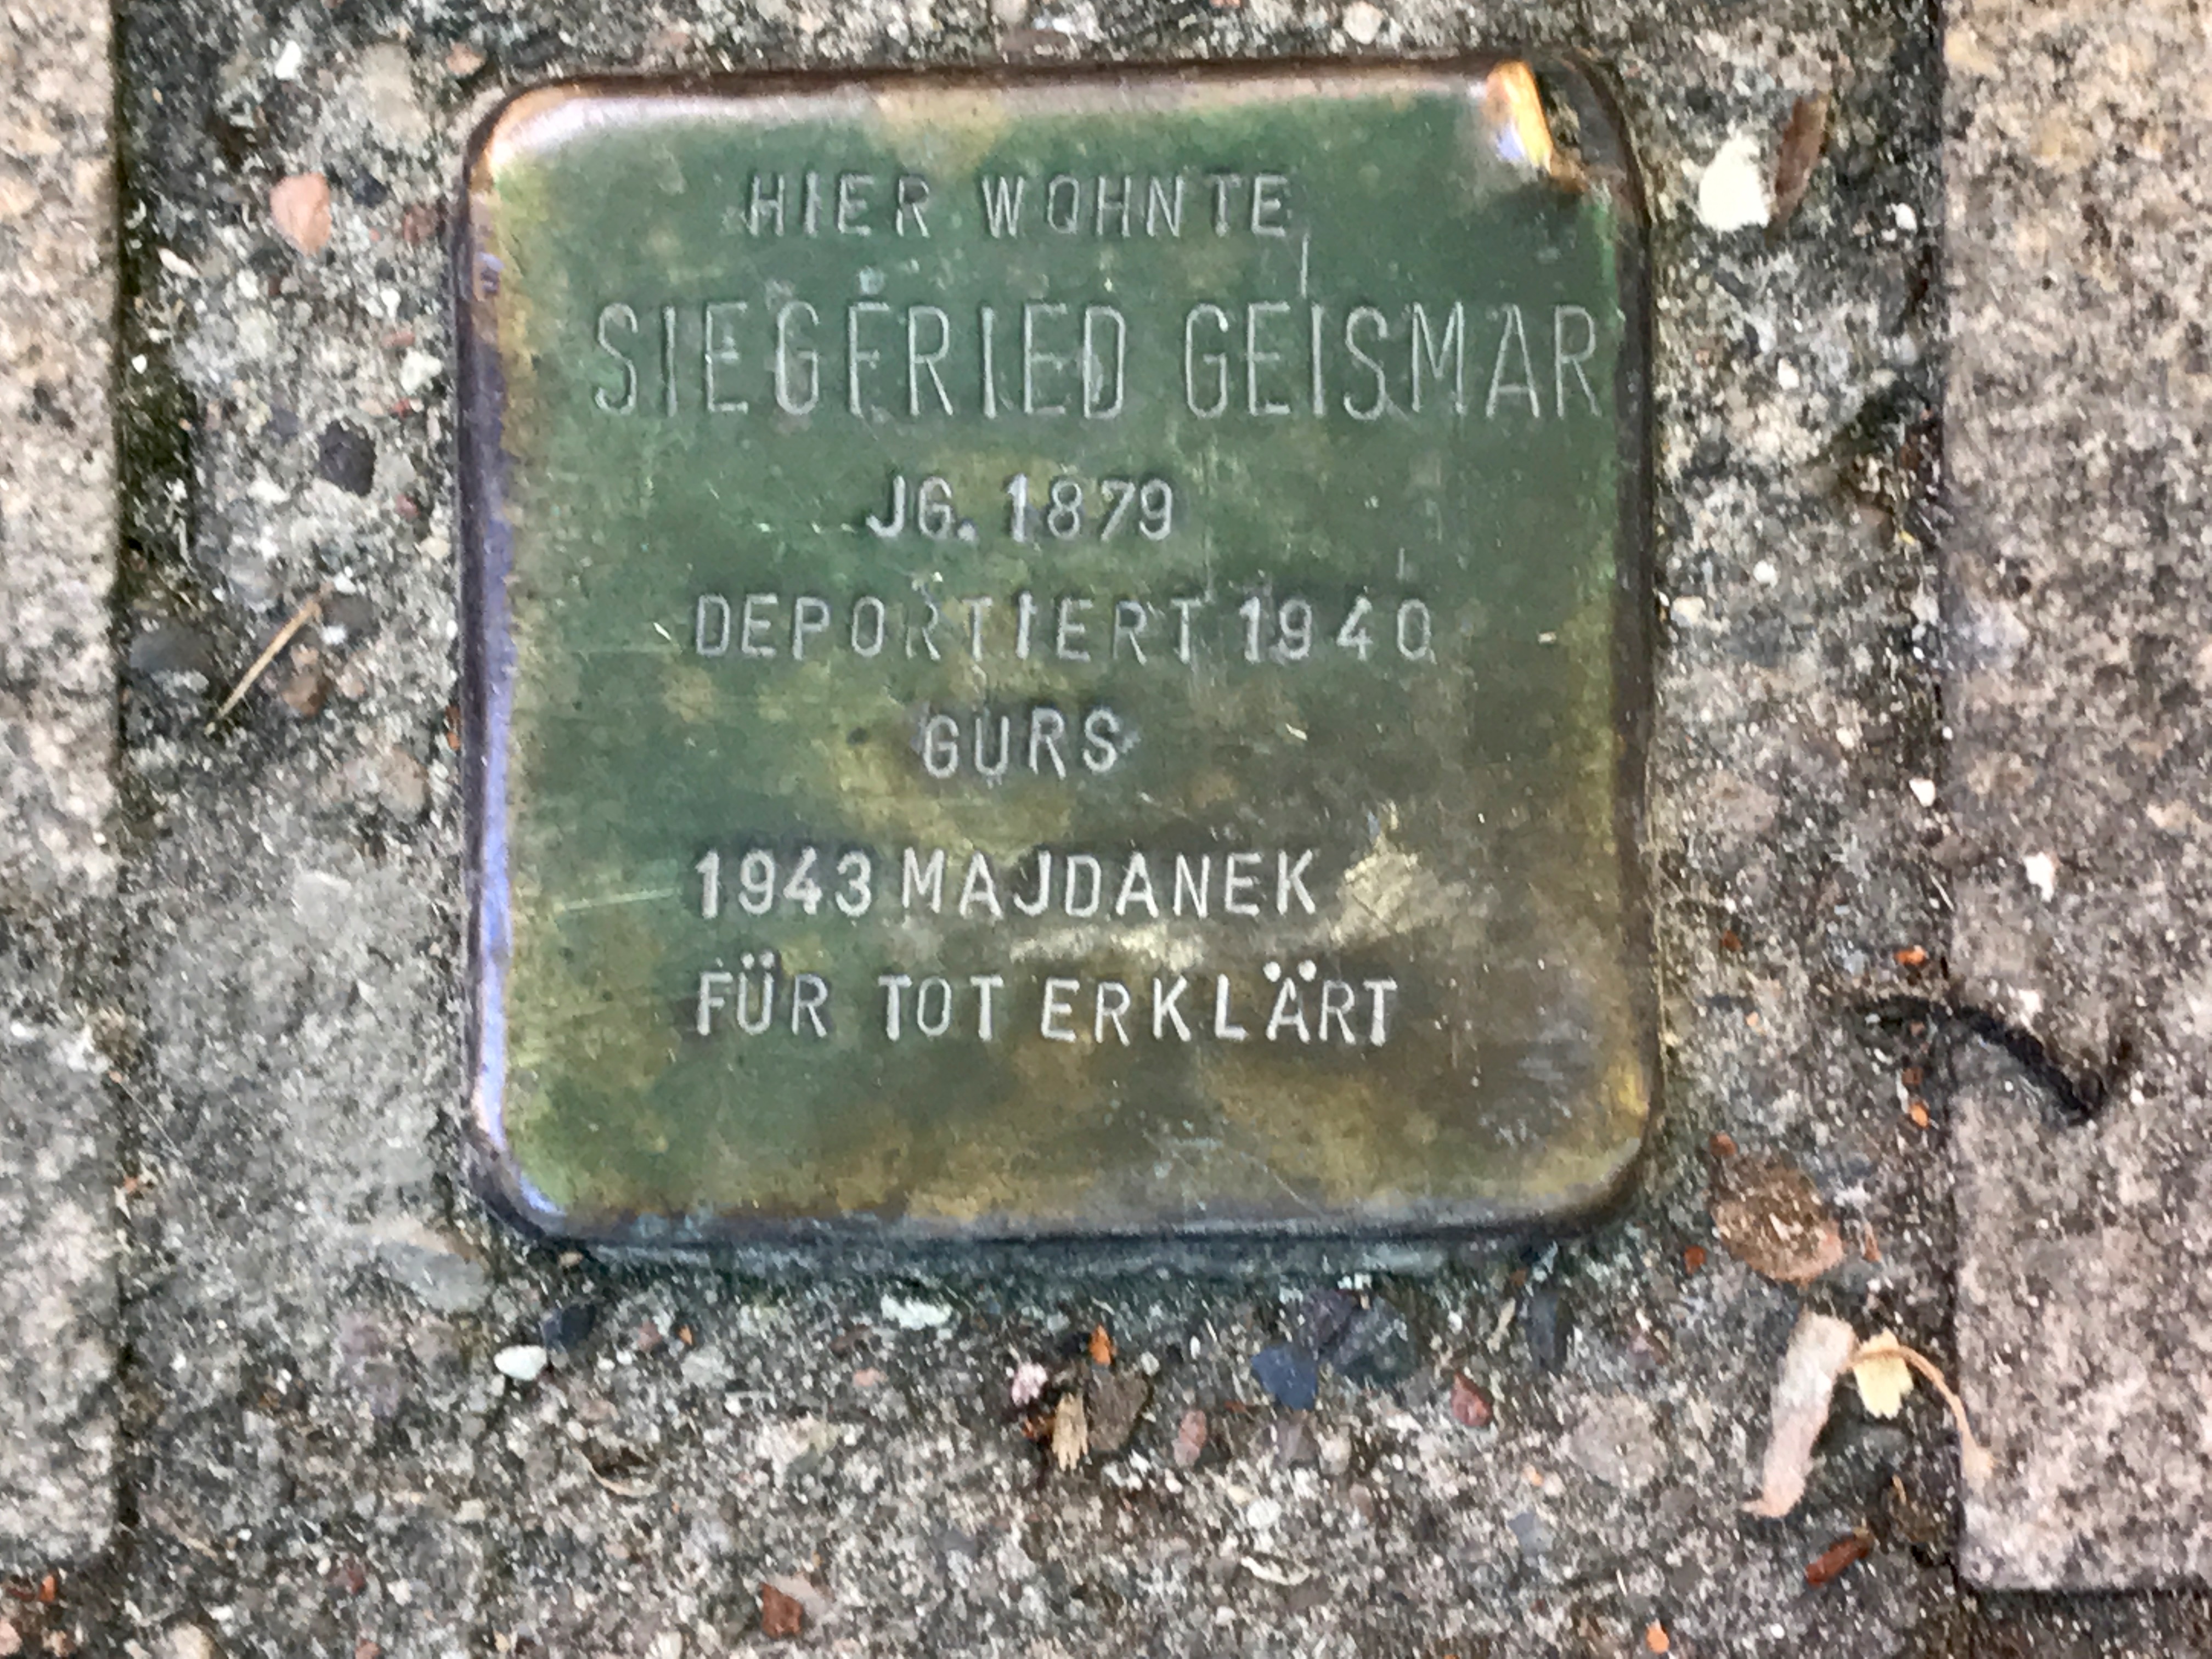 HIER WOHNTE
SIEGFRIED GEISMAR
JG. 1879
DEPORTIERT 1940
GURS
1943 MAJDANEK
FÜR TOT ERKLÄRT